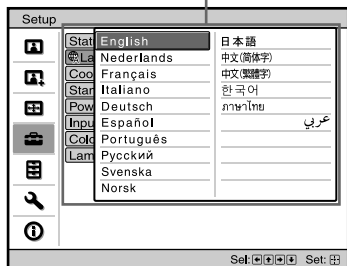 Setup
Stat
La
Coo
Stan
Pow
Inpu
Colo
Lam
English
Nederlands
Français
Italiano
Deutsch
Español
Português
Русский
Svenska
Norsk
日本語
中文(简体字)
中文(繁體字)
한국어
ภาษาไทย
عربي
Sel: Set: